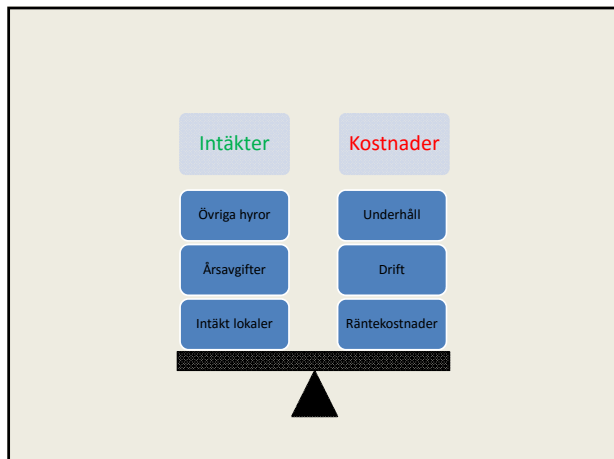 Intäkter
Kostnader
Övriga hyror
Underhåll
Årsavgifter
Drift
Intäkt lokaler
Räntekostnader